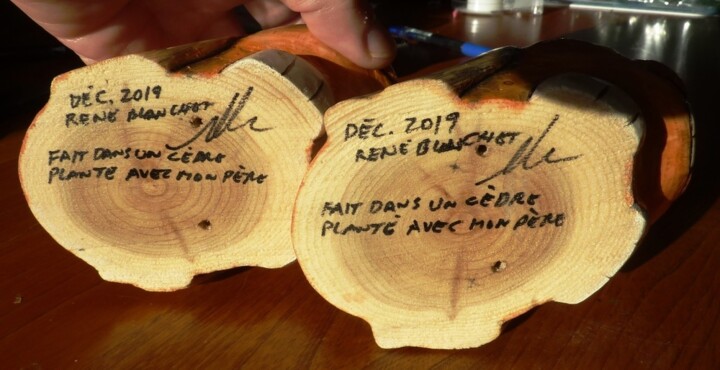 DÉC. 2019
RENÉ BLANCHET
FAIT DANS UN CÈDRE
PLANTÉ AVEC MON PÈRE
DÉC. 2019
RENÉ BLANCHET
FAIT DANS UN CÈDRE
PLANTÉ AVEC MON PÈRE